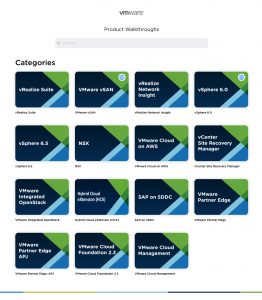 vmware
Product Walkthroughs
Categories
vRealize Suite
VMware vSAN
vRealize
Network
Insight
vSphere 6.0
vRealize Suite
VMware vSAN
vRealize Network Insight
vSphere 6.0
vSphere 6.5
NSX
VMware Cloud
on AWS
vCenter
Site Recovery
Manager
vSphere 6.5
NSX
VMware Cloud on AWS
vCenter Site Recovery Manager
VMware
Integrated
OpenStack
Hybrid Cloud
eXtension (HCX)
SAP on SDDC
VMware
Partner Edge
VMware Integrated OpenStack
Hybrid Cloud eXtension (HCX)
SAP on SDDC
VMware Partner Edge
VMware
Partner Edge
APJ
VMware Cloud
Foundation 2.3
VMware Cloud
Management
VMware Partner Edge: APJ
VMware Cloud Foundation 2.3
VMware Cloud Management